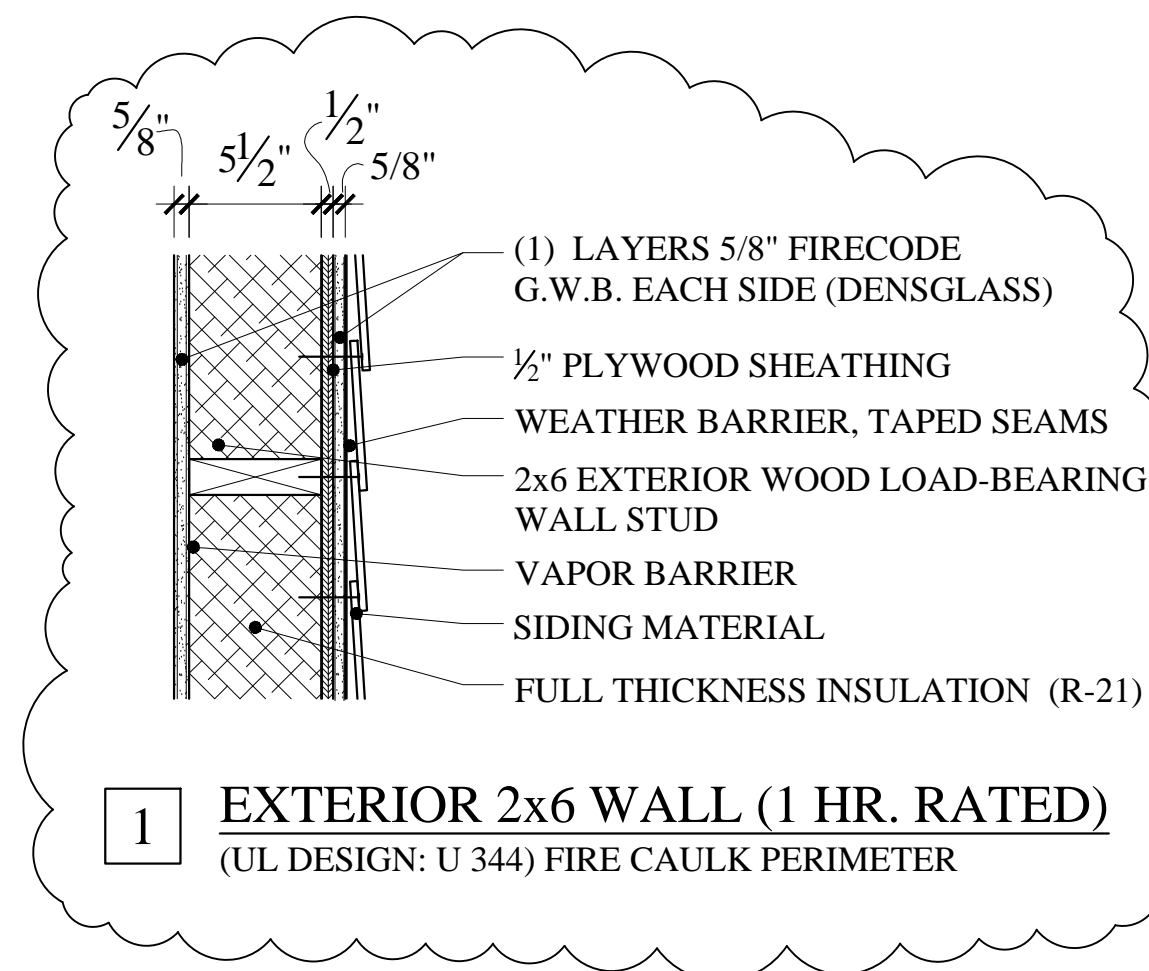 5/8"
5½"
½"
5/8"
(1) LAYERS 5/8" FIRECODE
G.W.B. EACH SIDE (DENSGLASS)
½" PLYWOOD SHEATHING
WEATHER BARRIER, TAPED SEAMS
2x6 EXTERIOR WOOD LOAD-BEARING
WALL STUD
VAPOR BARRIER
SIDING MATERIAL
FULL THICKNESS INSULATION (R-21)
1
EXTERIOR 2x6 WALL (1 HR. RATED)
(UL DESIGN: U 344) FIRE CAULK PERIMETER